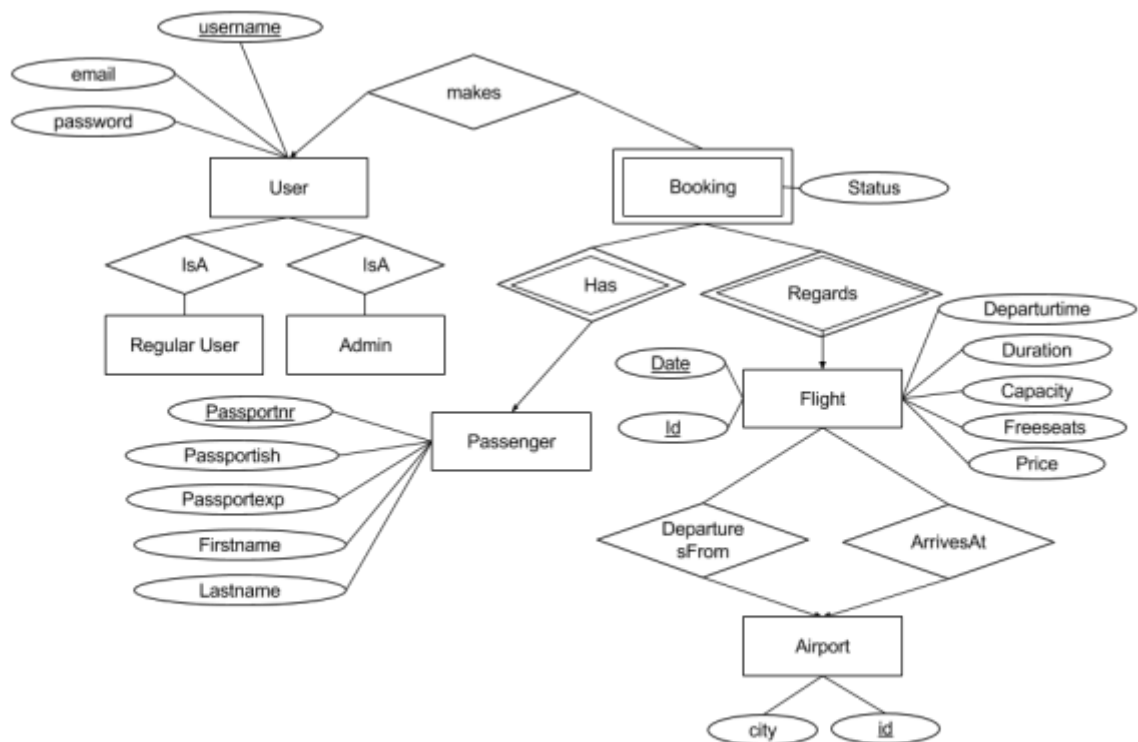 username
email
makes
password
User
Booking
Status
IsA
IsA
Has
Regards
Departurtime
Regular User
Admin
Duration
Date
Capacity
Flight
Passportnr
Id
Freeseats
Passenger
Passportish
Price
Passportexp
Departure
sFrom
ArrivesAt
Firstname
Lastname
Airport
city
id